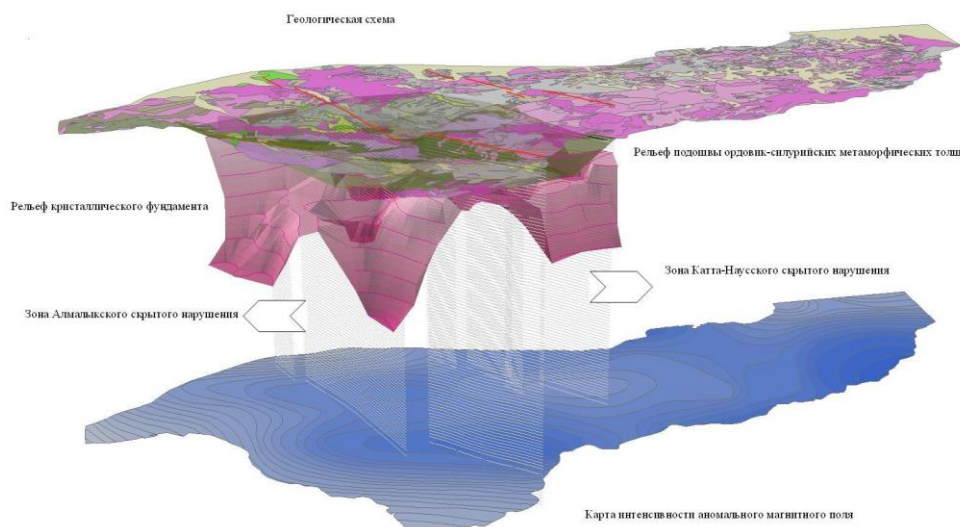 Геологическая схема
Рельеф подошвы ордовик-силурийских метаморфических толщ
Рельеф кристаллического фундамента
Зона Катта-Наусского скрытого нарушения
Зона Алмалыкского скрытого нарушения
Карта интенсивности аномального магнитного поля